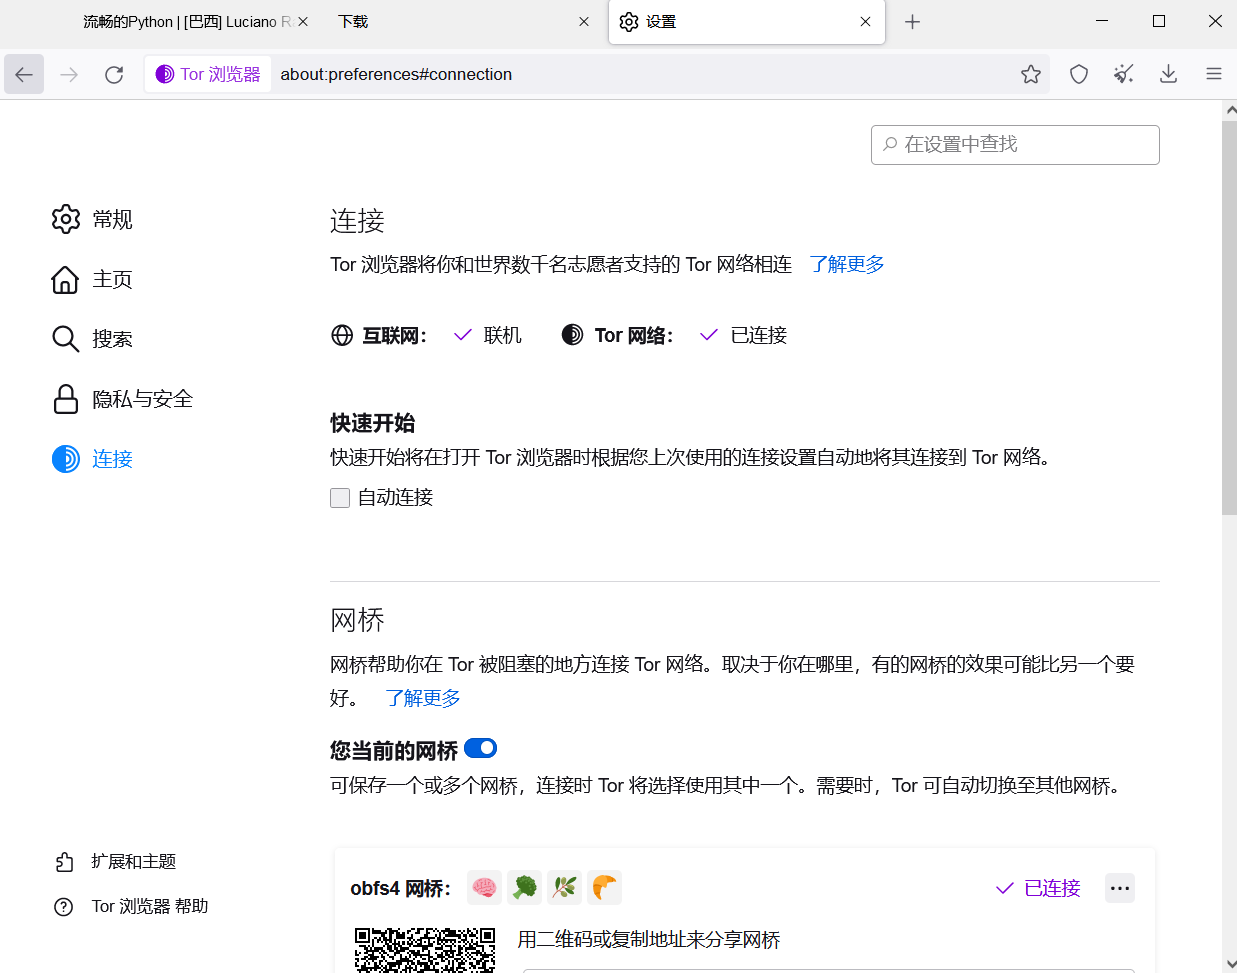 流畅的Python | [巴西] Luciano R
下载
设置
Tor 浏览器
about:preferences#connection
在设置中查找
常规
主页
搜索
隐私与安全
连接
连接
Tor 浏览器将你和世界数千名志愿者支持的 Tor 网络相连 了解更多
互联网： 联机 Tor 网络： 已连接
快速开始
快速开始将在打开 Tor 浏览器时根据您上次使用的连接设置自动地将其连接到 Tor 网络。
自动连接
网桥
网桥帮助你在 Tor 被阻塞的地方连接 Tor 网络。取决于你在哪里，有的网桥的效果可能比另一个要
好。 了解更多
您当前的网桥
可保存一个或多个网桥，连接时 Tor 将选择使用其中一个。需要时，Tor 可自动切换至其他网桥。
obfs4 网桥： 已连接
用二维码或复制地址来分享网桥
扩展和主题
Tor 浏览器 帮助